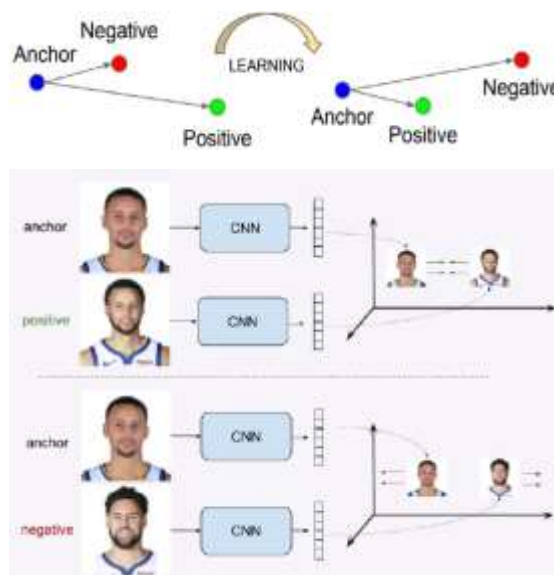 Negative
Anchor
LEARNING
Positive
Negative
Anchor
Positive
anchor
CNN
positive
CNN
anchor
CNN
negative
CNN